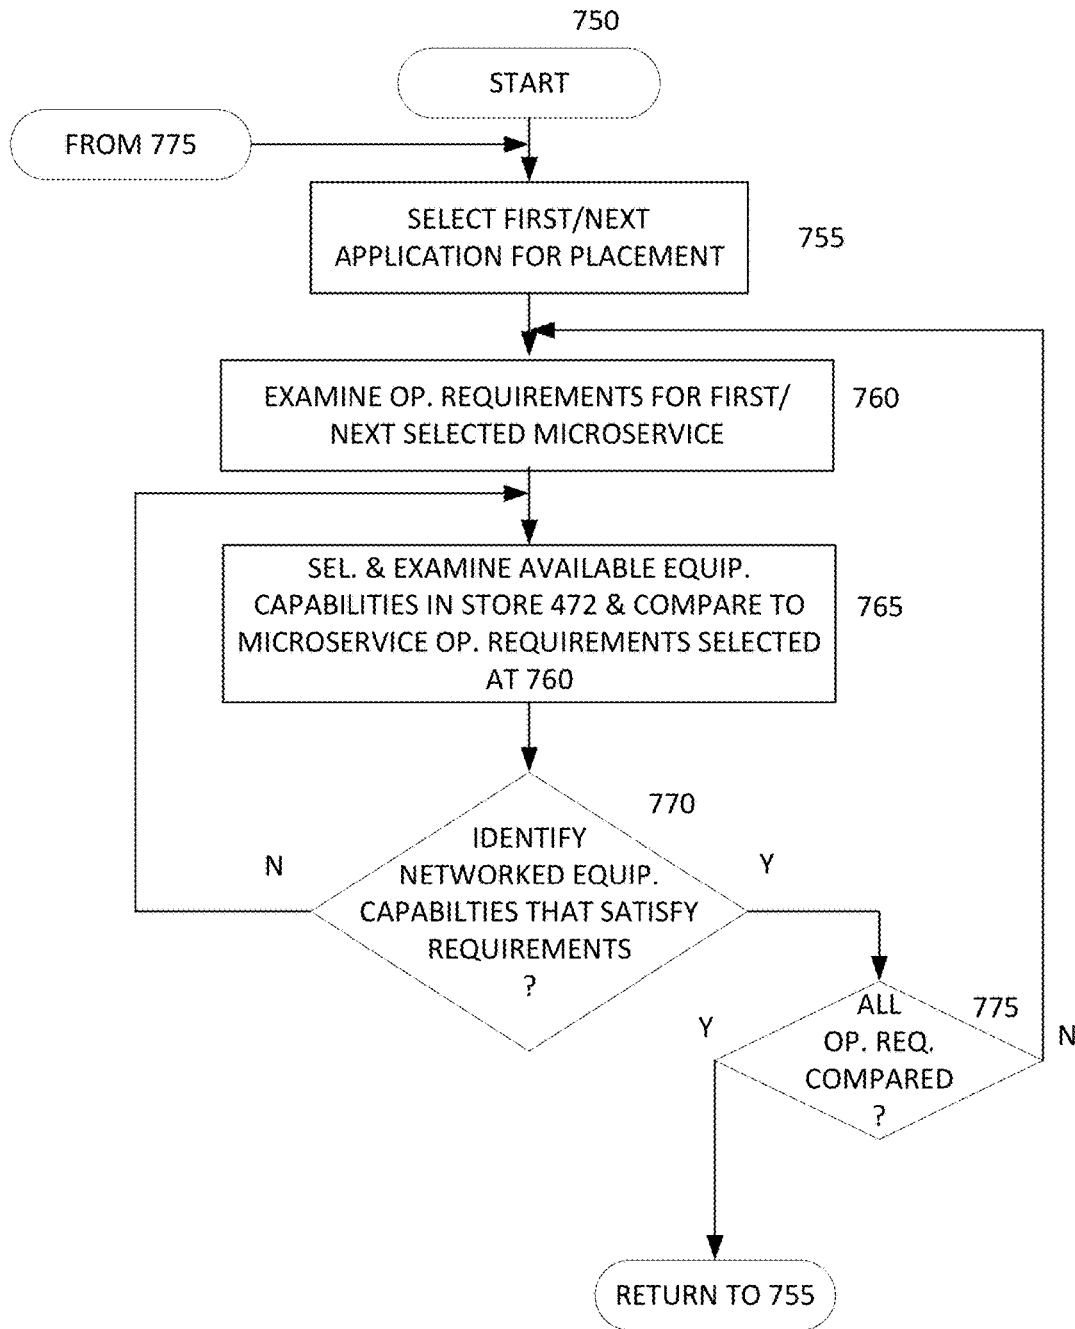 750
START
FROM 775
SELECT FIRST/NEXT
APPLICATION FOR PLACEMENT
755
EXAMINE OP. REQUIREMENTS FOR FIRST/
NEXT SELECTED MICROSERVICE
760
SEL. & EXAMINE AVAILABLE EQUIP.
CAPABILITIES IN STORE 472 & COMPARE TO
MICROSERVICE OP. REQUIREMENTS SELECTED
AT 760
765
770
IDENTIFY
NETWORKED EQUIP.
CAPABILTIES THAT SATISFY
REQUIREMENTS
?
N
Y
775
ALL
OP. REQ.
COMPARED
?
Y
N
RETURN TO 755